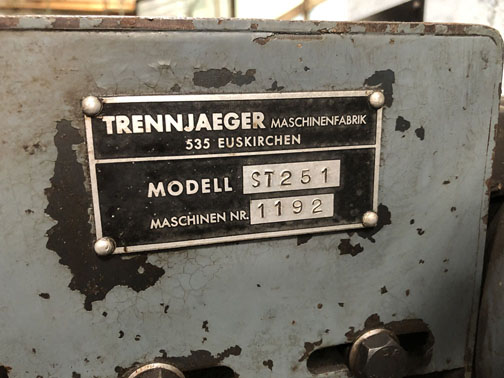 TRENNJAEGER MASCHINENFABRIK
535 EUSKIRCHEN
MODELL ST251
MASCHINEN NR. 1192